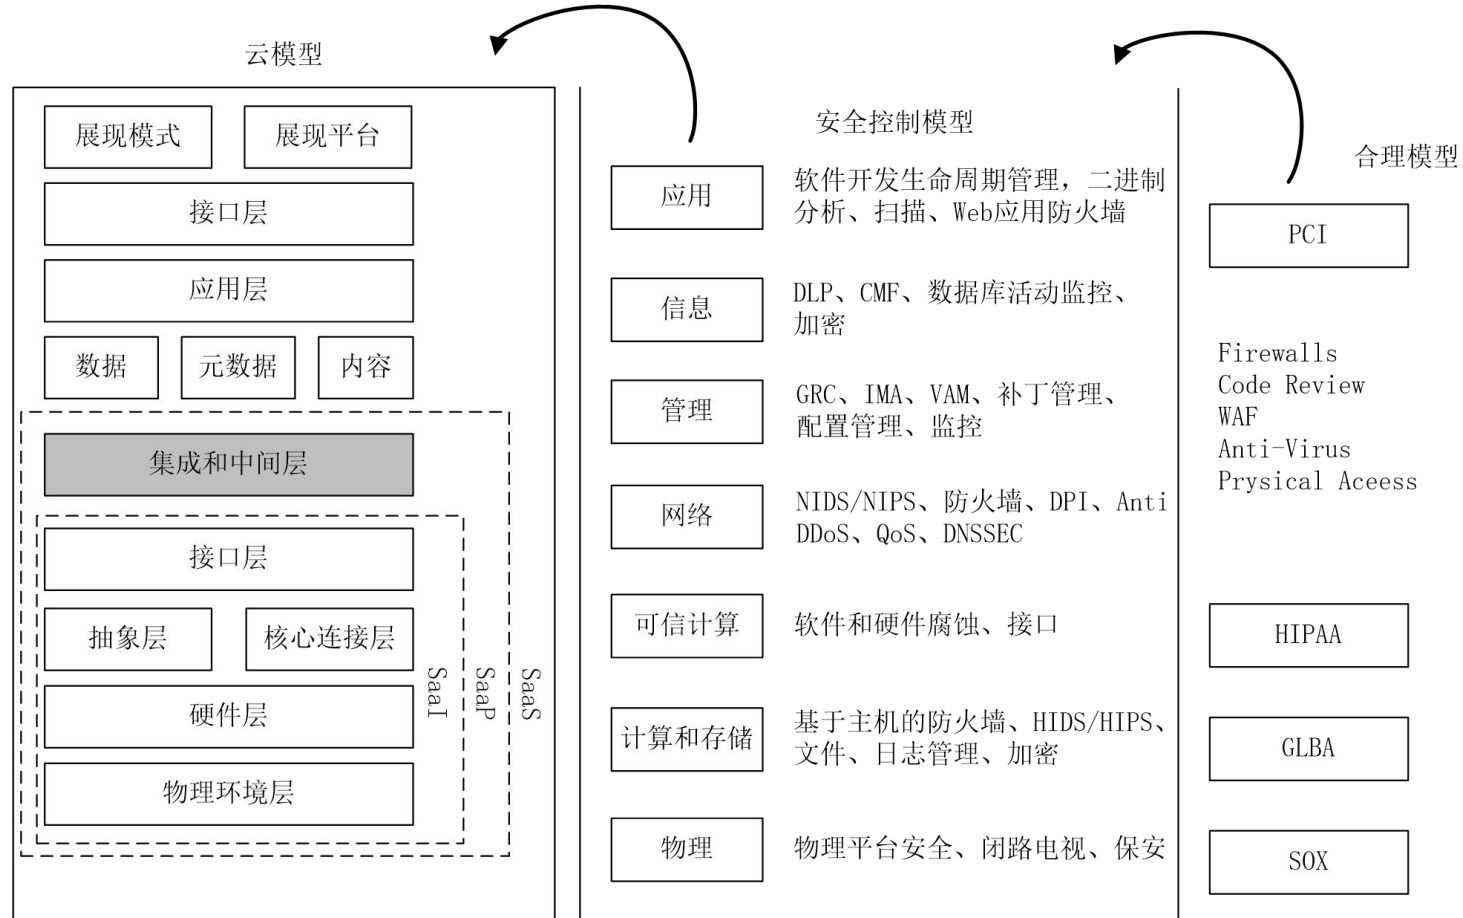 云模型
展现模式
展现平台
接口层
应用层
数据
元数据
内容
集成和中间层
接口层
抽象层
核心连接层
硬件层
物理环境层
SaaI
SaaP
SaaS
安全控制模型
应用
软件开发生命周期管理，二进制
分析、扫描、Web应用防火墙
信息
DLP、CMF、数据库活动监控、
加密
管理
GRC、IMA、VAM、补丁管理、
配置管理、监控
网络
NIDS/NIPS、防火墙、DPI、Anti
DDoS、QoS、DNSSEC
可信计算
软件和硬件腐蚀、接口
计算和存储
基于主机的防火墙、HIDS/HIPS、
文件、日志管理、加密
物理
物理平台安全、闭路电视、保安
合理模型
PCI
Firewalls
Code Review
WAF
Anti-Virus
Prysical Aceess
HIPAA
GLBA
SOX